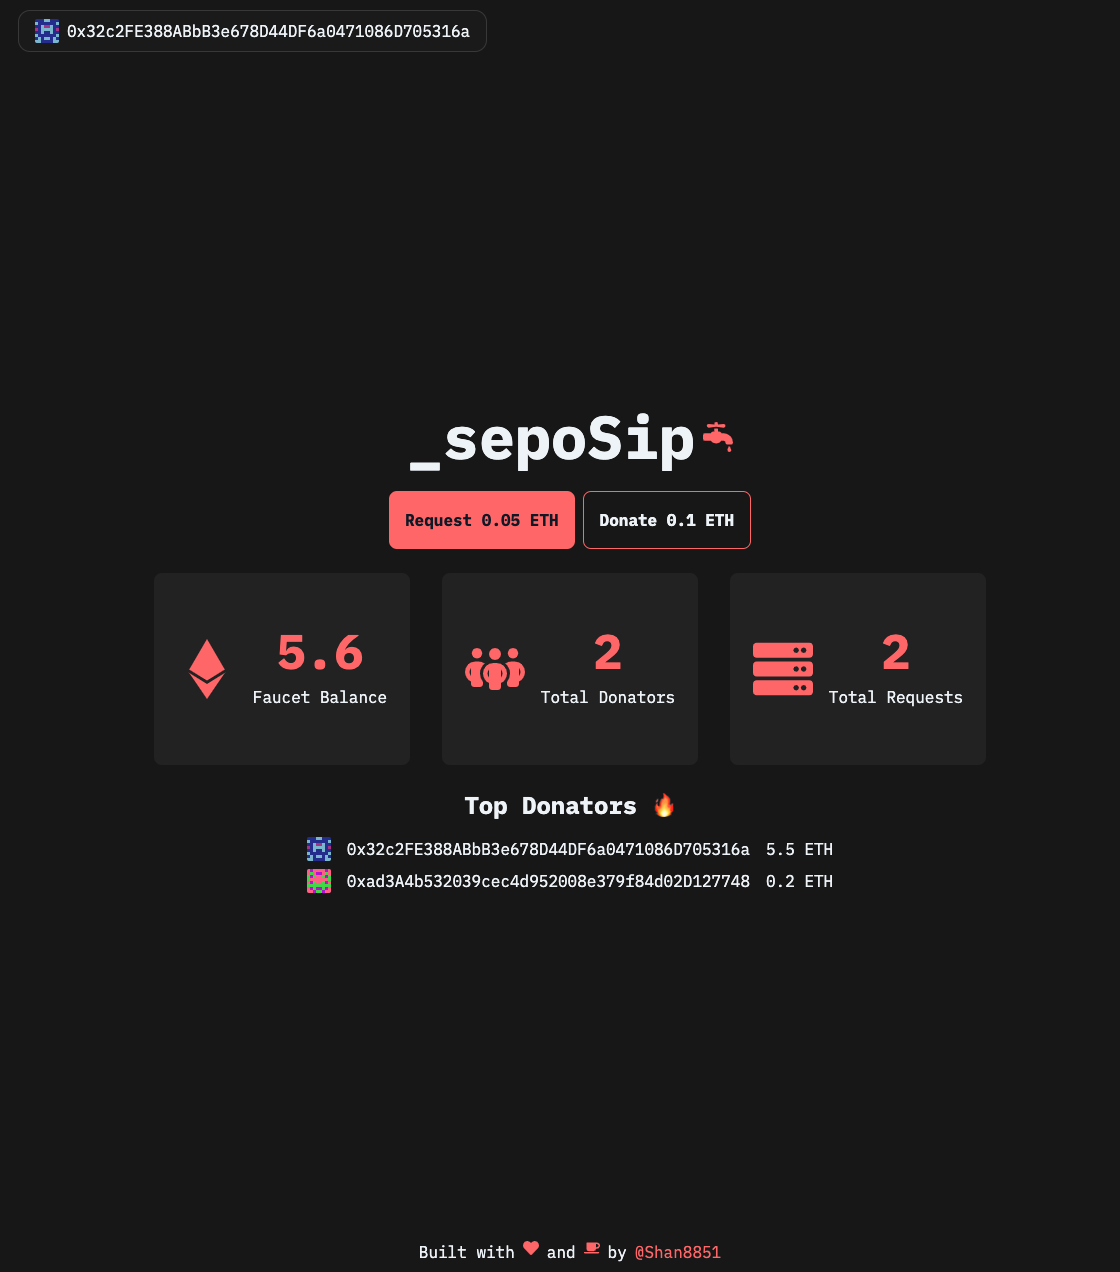 0x32c2FE388ABbB3e678D44DF6a0471086D705316a
_sepoSip
Request 0.05 ETH
Donate 0.1 ETH
5.6
Faucet Balance
2
Total Donators
2
Total Requests
Top Donators 🔥
0x32c2FE388ABbB3e678D44DF6a0471086D705316a 5.5 ETH
0xad3A4b532039cec4d952008e379f84d02D127748 0.2 ETH
Built with and by @Shan8851